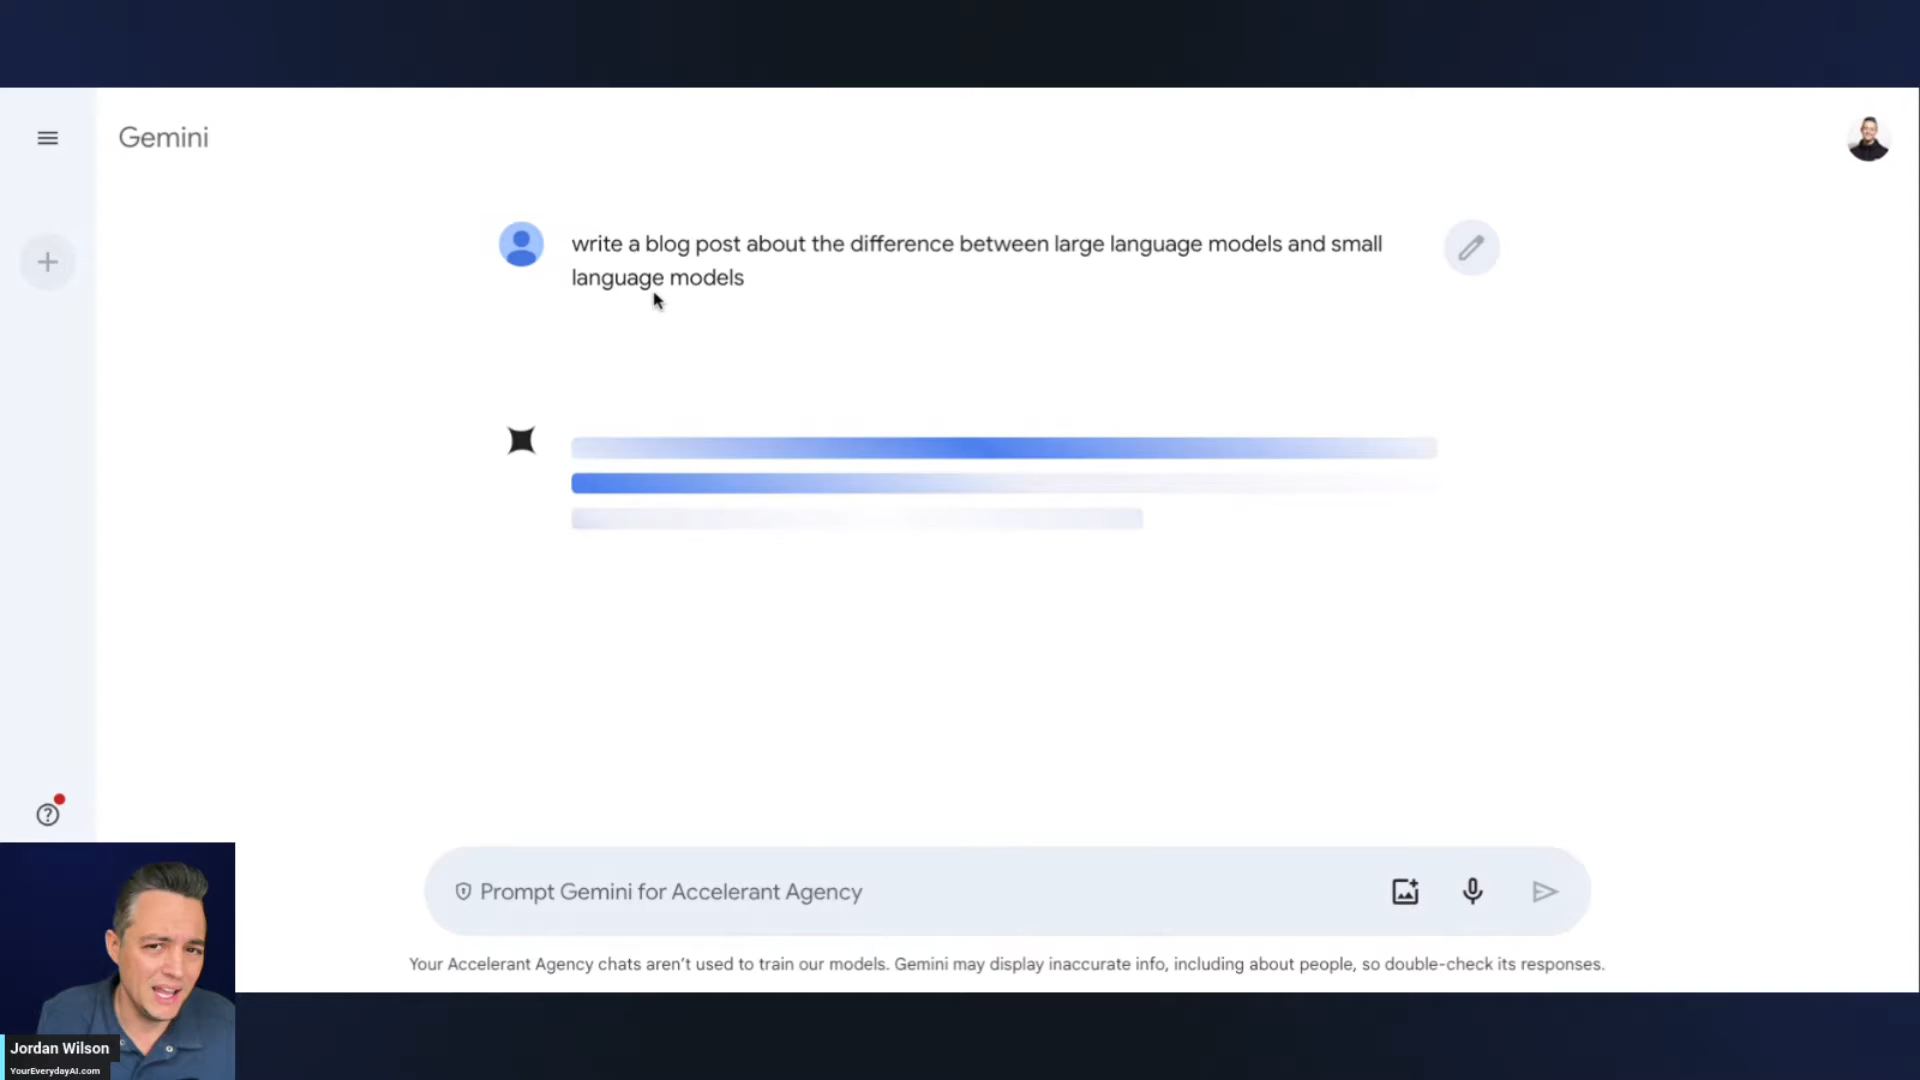 Gemini
write a blog post about the difference between large language models and small
language models
Prompt Gemini for Accelerant Agency
Your Accelerant Agency chats aren't used to train our models. Gemini may display inaccurate info, including about people, so double-check its responses.
Jordan Wilson
YourEverydayAI.com